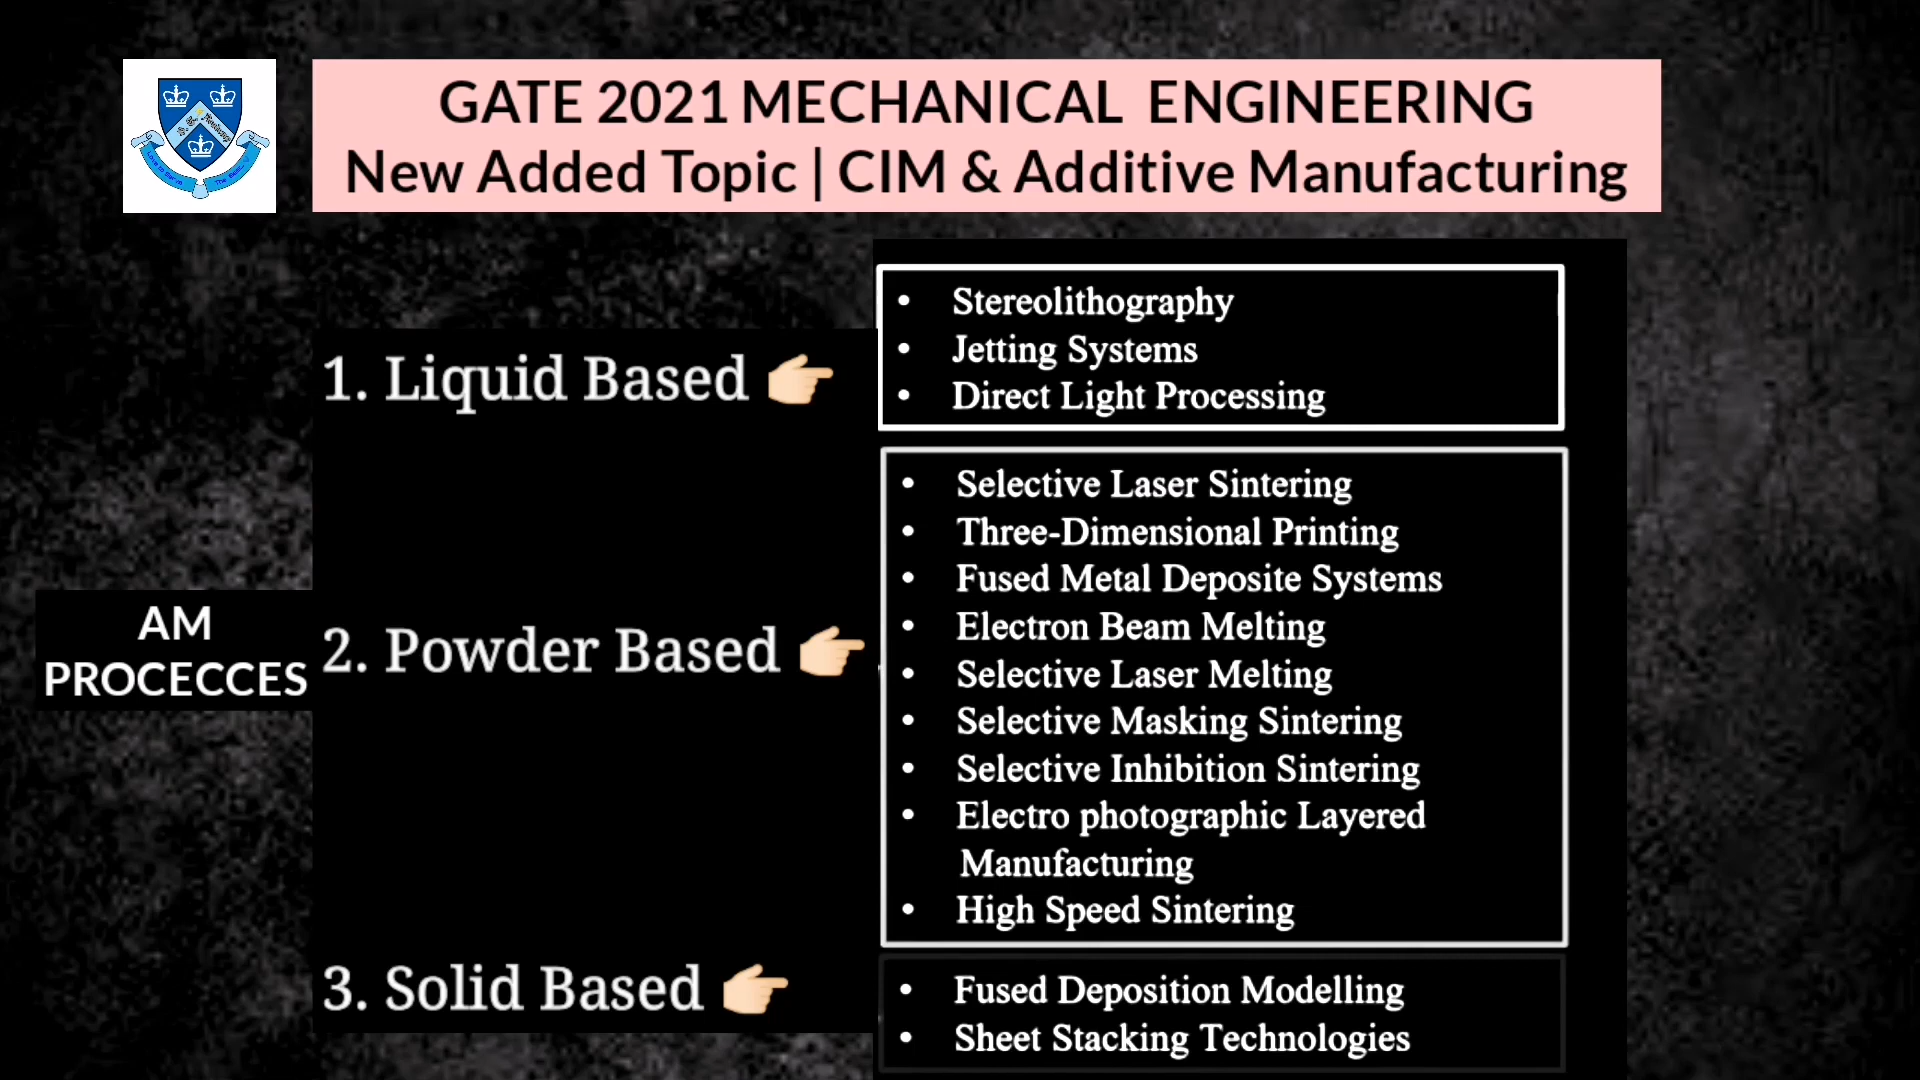 GATE 2021 MECHANICAL ENGINEERING
New Added Topic | CIM & Additive Manufacturing
1. Liquid Based
• Stereolithography
• Jetting Systems
• Direct Light Processing
AM
PROCECCES
2. Powder Based
• Selective Laser Sintering
• Three-Dimensional Printing
• Fused Metal Deposite Systems
• Electron Beam Melting
• Selective Laser Melting
• Selective Masking Sintering
• Selective Inhibition Sintering
• Electro photographic Layered
Manufacturing
• High Speed Sintering
3. Solid Based
• Fused Deposition Modelling
• Sheet Stacking Technologies